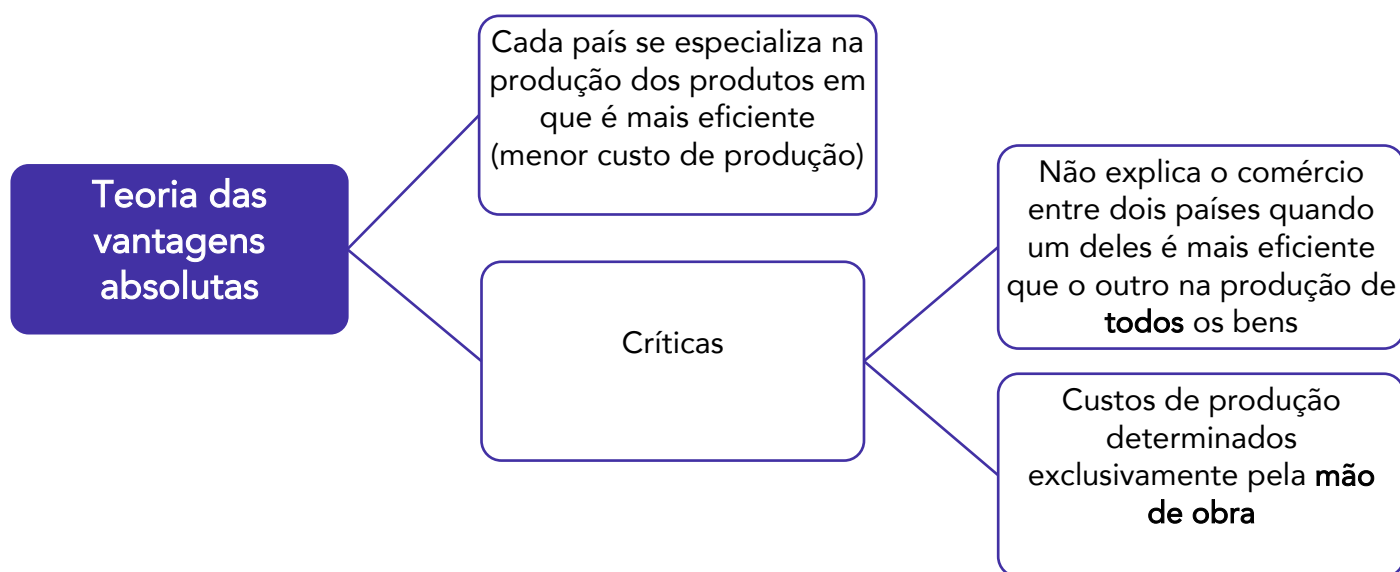 Teoria das
vantagens
absolutas
Cada país se especializa na
produção dos produtos em
que é mais eficiente
(menor custo de produção)
Críticas
Não explica o comércio
entre dois países quando
um deles é mais eficiente
que o outro na produção de
todos os bens
Custos de produção
determinados
exclusivamente pela mão
de obra